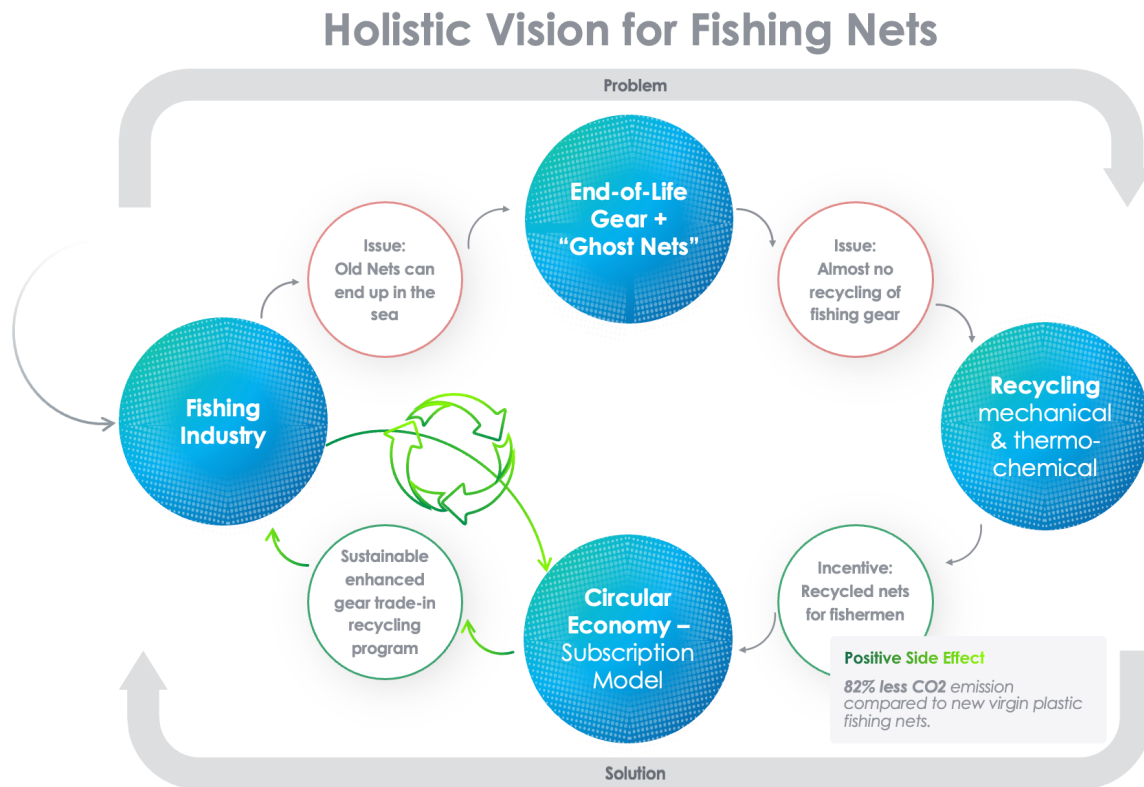 Holistic Vision for Fishing Nets
Problem
End-of-Life
Gear +
“Ghost Nets”
Issue:
Old Nets can
end up in the
sea
Issue:
Almost no
recycling of
fishing gear
Fishing
Industry
Recycling
mechanical
& thermo-
chemical
Sustainable
enhanced
gear trade-in
recycling
program
Circular
Economy –
Subscription
Model
Incentive:
Recycled nets
for fishermen
Positive Side Effect
82% less CO2 emission
compared to new virgin plastic
fishing nets.
Solution